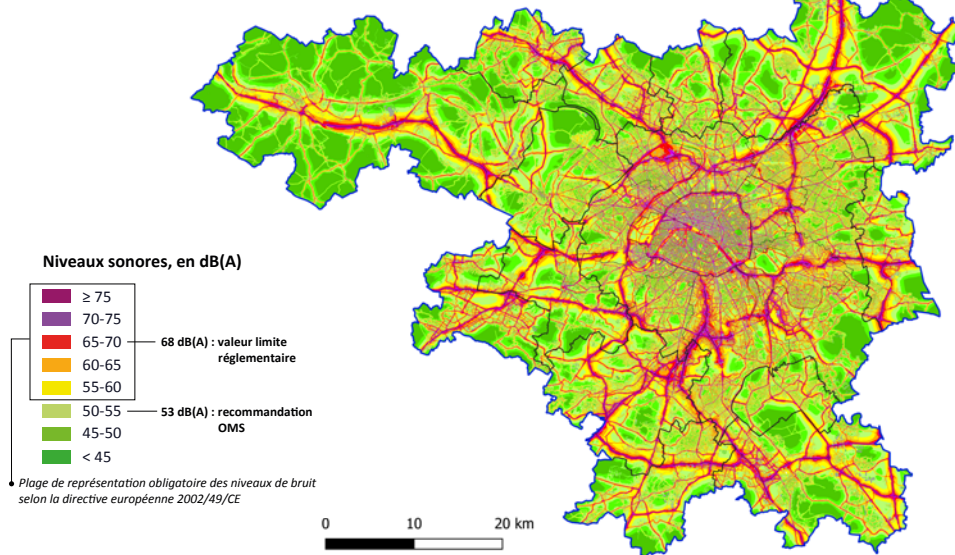 Niveaux sonores, en dB(A)
≥ 75
70-75
65-70
60-65
55-60
50-55
45-50
< 45
68 dB(A) : valeur limite
réglementaire
53 dB(A) : recommandation
OMS
Plage de représentation obligatoire des niveaux de bruit
selon la directive européenne 2002/49/CE
0 10 20 km